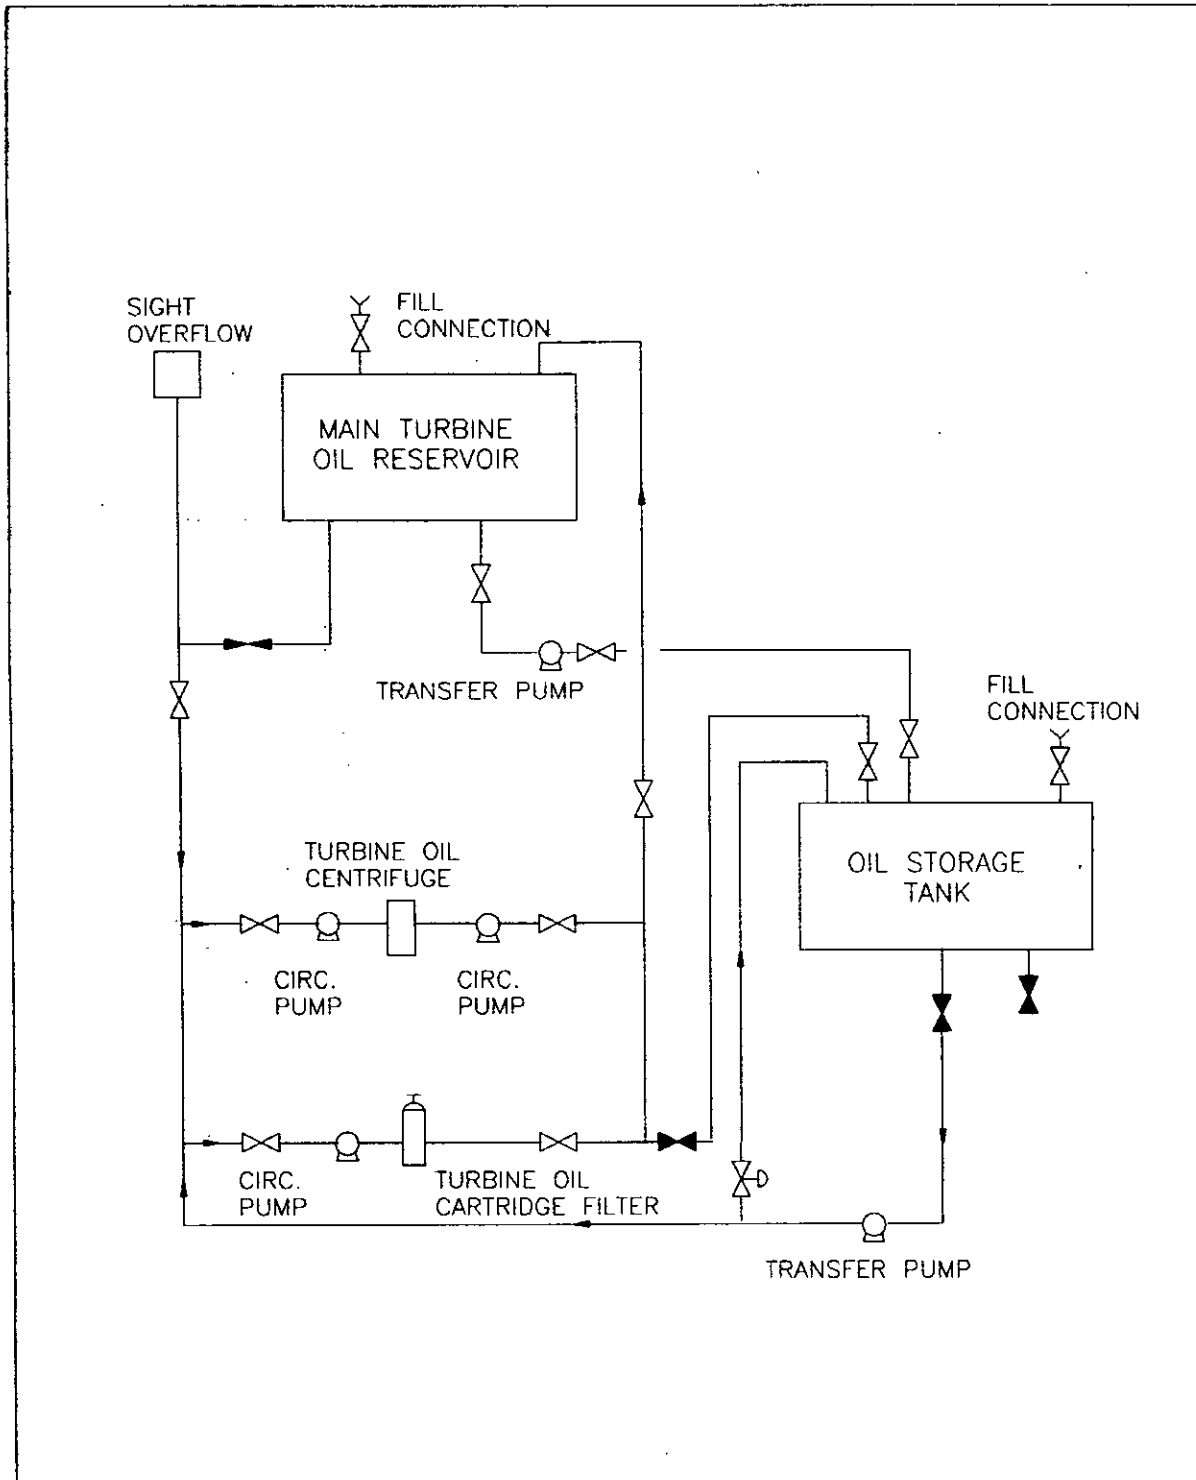 SIGHT
OVERFLOW
FILL
CONNECTION
MAIN TURBINE
OIL RESERVOIR
TRANSFER PUMP
FILL
CONNECTION
TURBINE OIL
CENTRIFUGE
OIL STORAGE
TANK
CIRC.
PUMP
CIRC.
PUMP
CIRC.
PUMP
TURBINE OIL
CARTRIDGE FILTER
TRANSFER PUMP